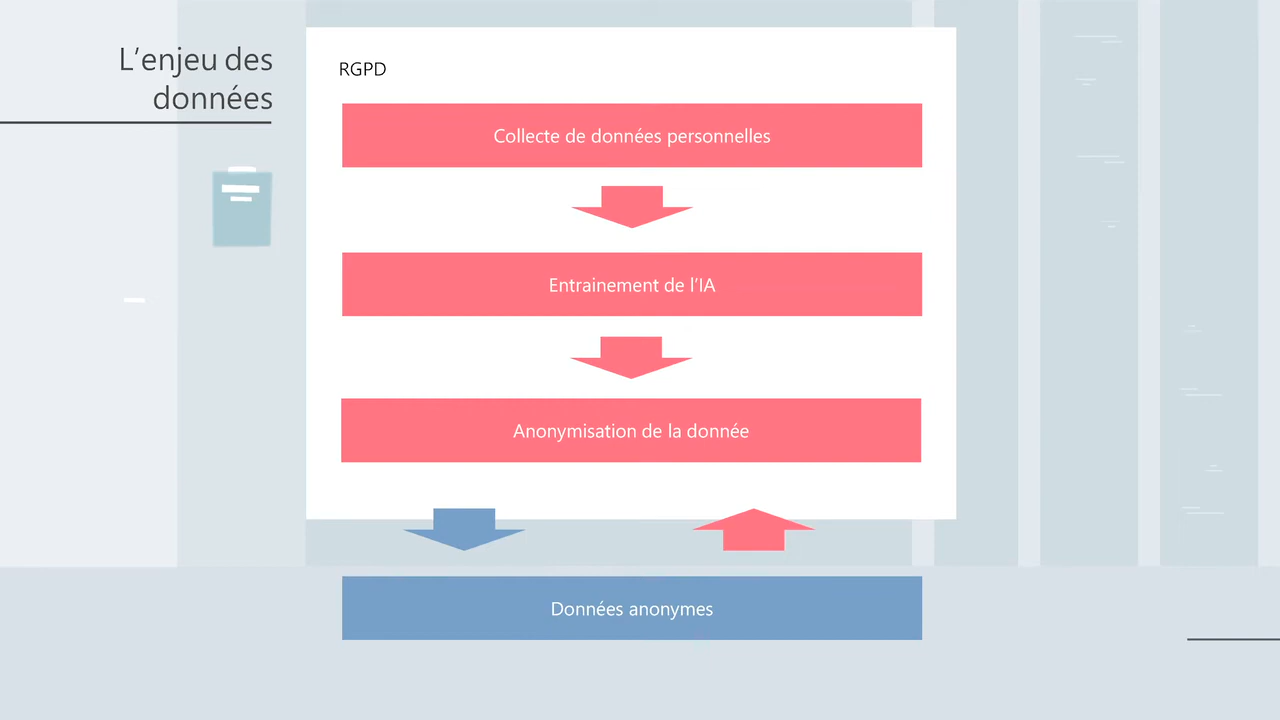 L’enjeu des
données
RGPD
Collecte de données personnelles
Entrainement de l’IA
Anonymisation de la donnée
Données anonymes